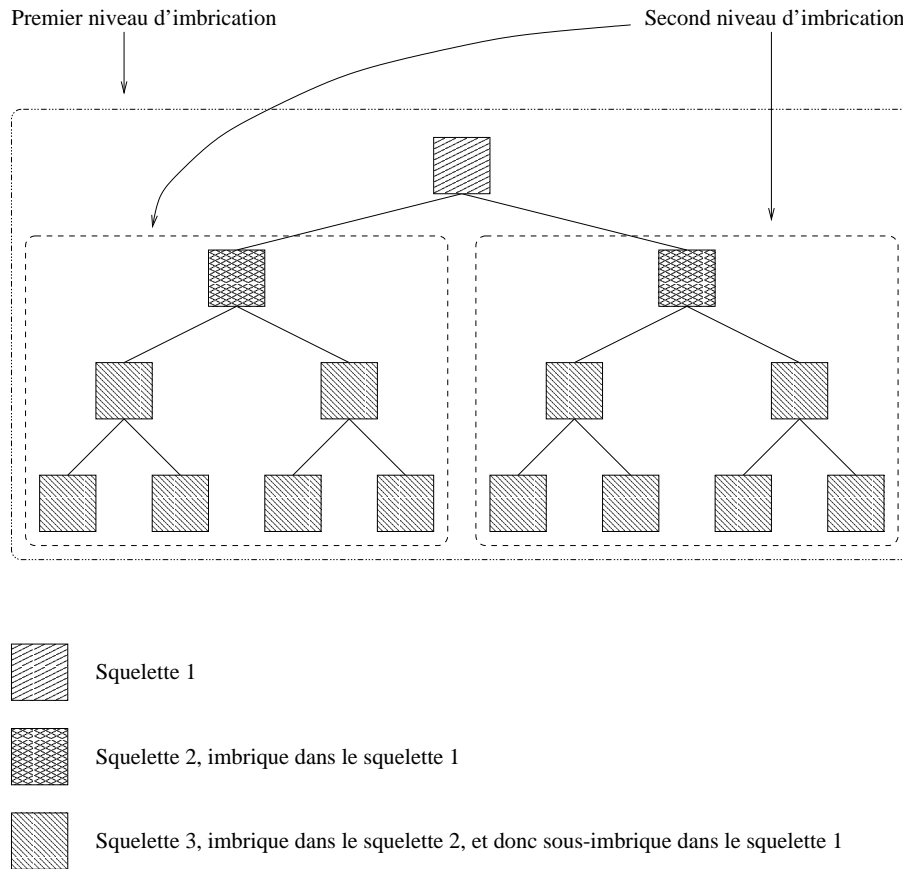 Premier niveau d'imbrication
Second niveau d'imbrication
Squelette 1
Squelette 2, imbrique dans le squelette 1
Squelette 3, imbrique dans le squelette 2, et donc sous-imbrique dans le squelette 1